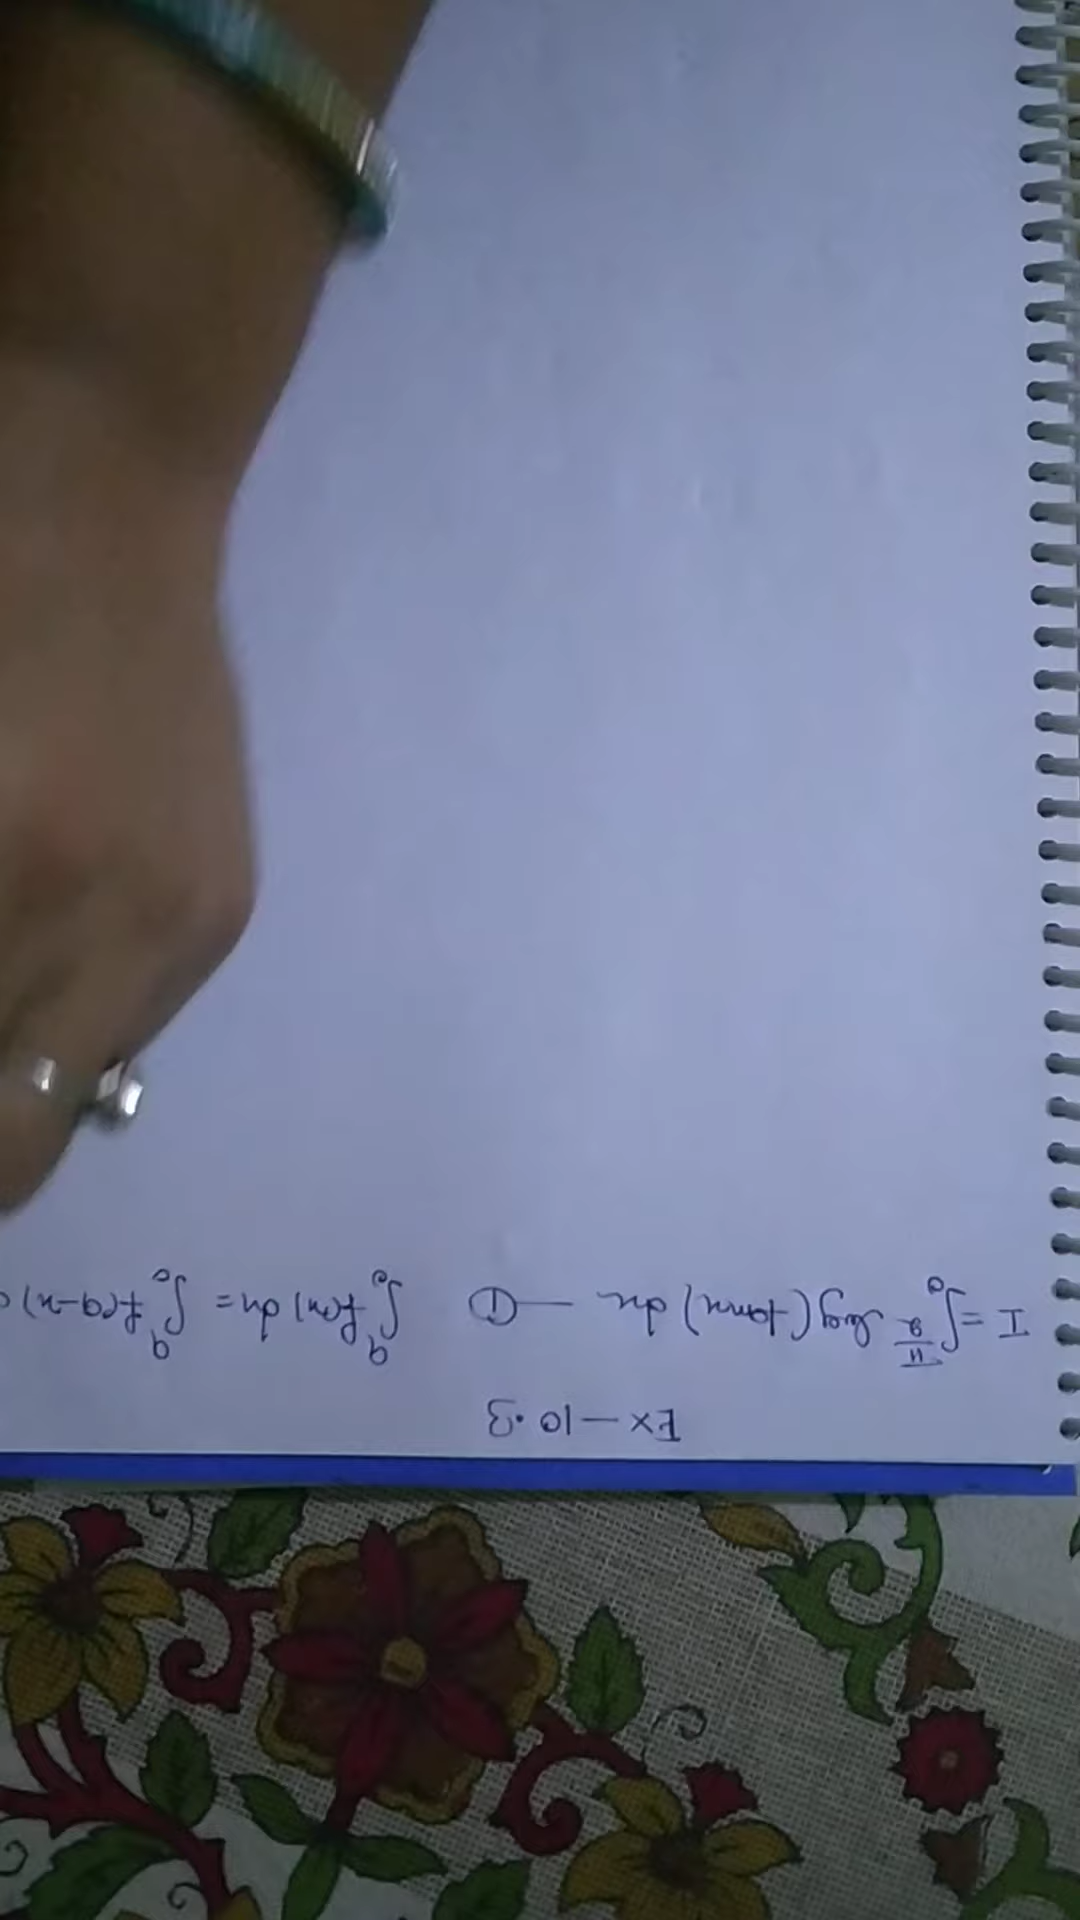 Ex — 10.3
I = ∫₀^{π/2} log(tanx) dx — ① ∫₀^a f(x) dx = ∫₀^a f(a-x)